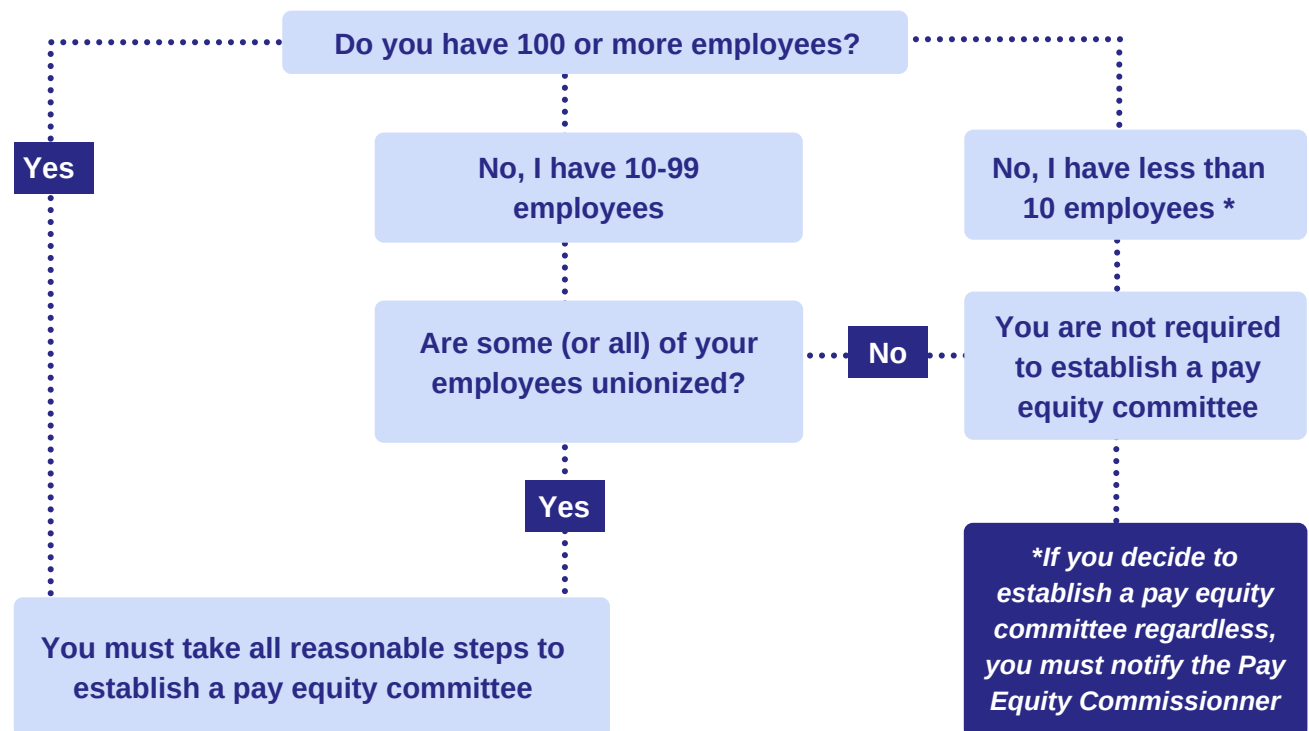 Do you have 100 or more employees?
Yes
No, I have 10-99
employees
No, I have less than
10 employees *
Are some (or all) of your
employees unionized?
No
You are not required
to establish a pay
equity committee
Yes
You must take all reasonable steps to
establish a pay equity committee
*If you decide to
establish a pay equity
committee regardless,
you must notify the Pay
Equity Commissionner